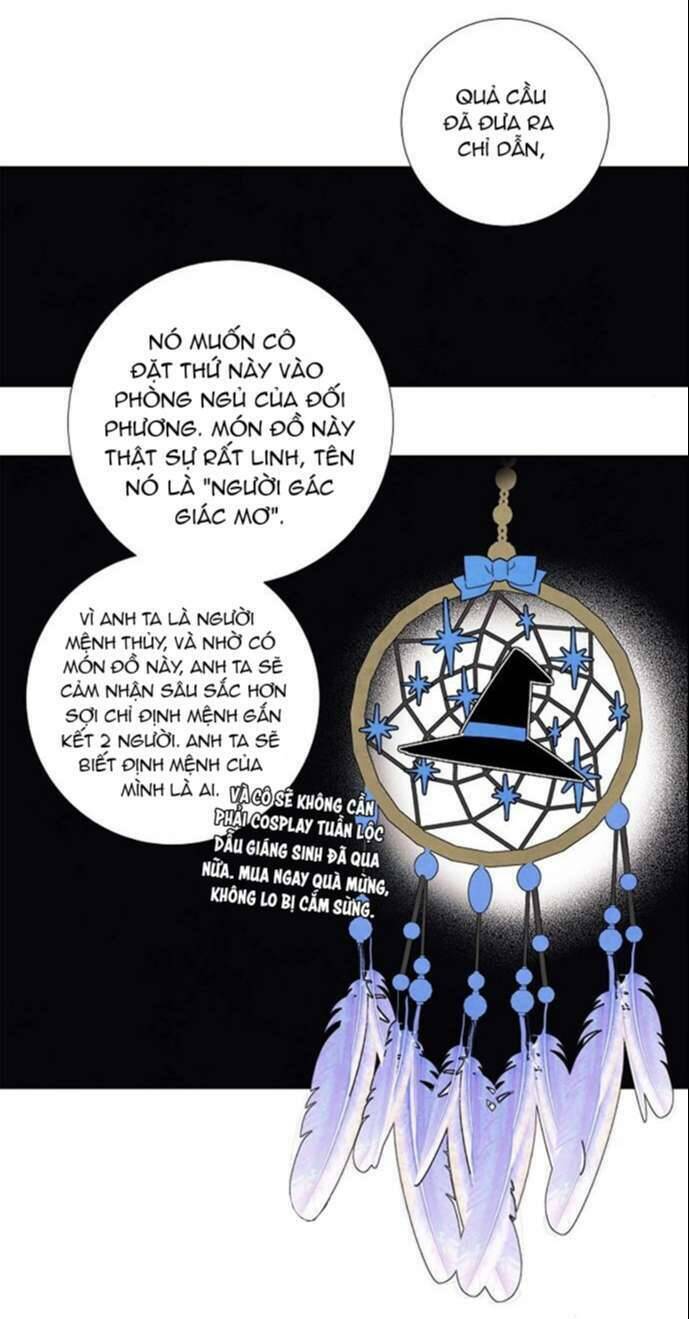 QUẢ CẦU
ĐÃ ĐƯA RA
CHỈ DẪN,
NÓ MUỐN CÔ
ĐẶT THỨ NÀY VÀO
PHÒNG NGỦ CỦA ĐỐI
PHƯƠNG. MÓN ĐỒ NÀY
THẬT SỰ RẤT LINH, TÊN
NÓ LÀ "NGƯỜI GÁC
GIẤC MƠ".
VÌ ANH TA LÀ NGƯỜI
MỆNH THỦY, VÀ NHỜ CÓ
MÓN ĐỒ NÀY, ANH TA SẼ
CẢM NHẬN SÂU SẮC HƠN
SỢI CHỈ ĐỊNH MỆNH GẮN
KẾT 2 NGƯỜI. ANH TA SẼ
BIẾT ĐỊNH MỆNH CỦA
MÌNH LÀ AI.
VÀ CÔ SẼ KHÔNG CẦN
PHẢI COSPLAY TUẦN LỘC
DẪU GIÁNG SINH ĐÃ QUA
NỮA. MUA NGAY QUÀ MỪNG,
KHÔNG LO BỊ CẮM SỪNG.